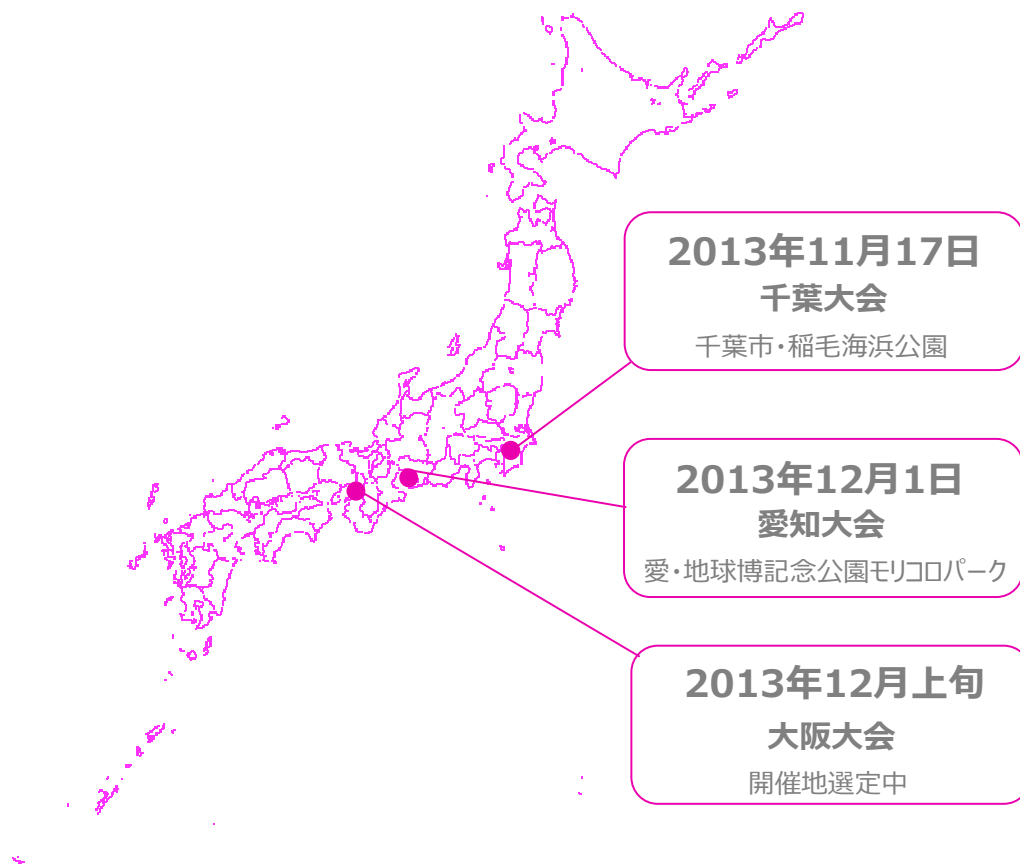 2013年11月17日
千葉大会
千葉市・稲毛海浜公園
2013年12月1日
愛知大会
愛・地球博記念公園モリコロパーク
2013年12月上旬
大阪大会
開催地選定中